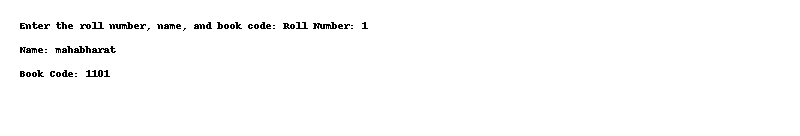 Enter the roll number, name, and book code: Roll Number: 1
Name: mahabharat
Book Code: 1101